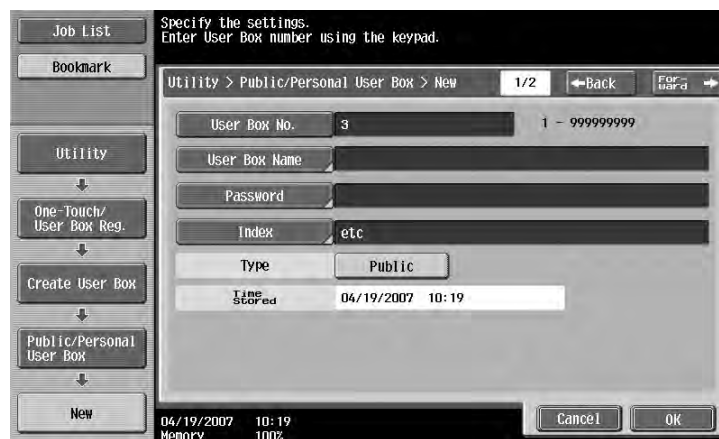 Job List
Bookmark
Specify the settings.
Enter User Box number using the keypad.
Utility > Public/Personal User Box > New
1/2
←Back
For-
ward →
User Box No.
3
1 - 999999999
User Box Name
Password
Index
etc
Type
Public
Time
Stored
04/19/2007 10:19
Utility
One-Touch/
User Box Reg.
Create User Box
Public/Personal
User Box
New
04/19/2007 10:19
Memory 100%
Cancel
OK